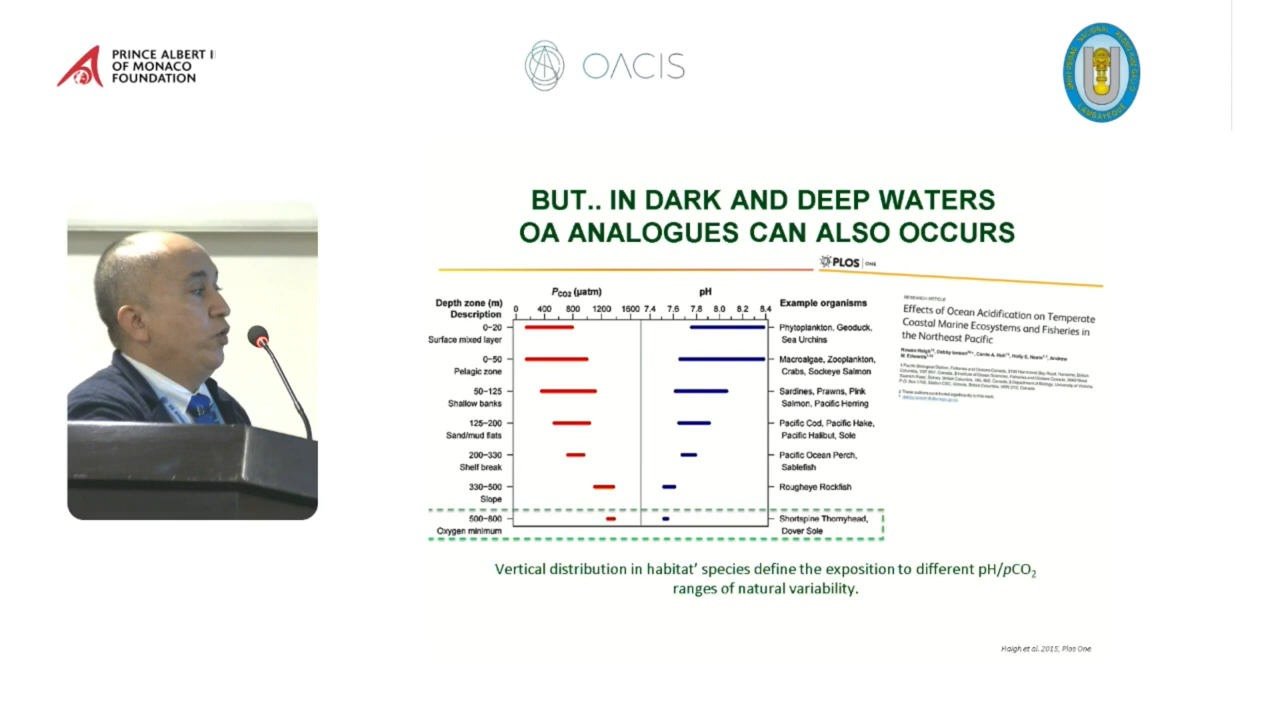 PRINCE ALBERT II
OF MONACO
FOUNDATION
OACIS
UNIVERSIDAD NACIONAL PEDRO RUIZ GALLO
LAMBAYEQUE
U
BUT.. IN DARK AND DEEP WATERS
OA ANALOGUES CAN ALSO OCCURS
PLOS | ONE
PCO2 (µatm) pH
Depth zone (m) 0 400 800 1200 1600 7.4 7.6 7.8 8.0 8.2 8.4 Example organisms
Description
0–20 Phytoplankton, Geoduck,
Surface mixed layer Sea Urchins
0–50 Macroalgae, Zooplankton,
Pelagic zone Crabs, Sockeye Salmon
50–125 Sardines, Prawns, Pink
Shallow banks Salmon, Pacific Herring
125–200 Pacific Cod, Pacific Hake,
Sand/mud flats Pacific Halibut, Sole
200–330 Pacific Ocean Perch,
Shelf break Sablefish
330–500 Rougheye Rockfish
Slope
500–800 Shortspine Thornyhead,
Oxygen minimum Dover Sole
RESEARCH ARTICLE
Effects of Ocean Acidification on Temperate
Coastal Marine Ecosystems and Fisheries in
the Northeast Pacific
Vertical distribution in habitat' species define the exposition to different pH/pCO2
ranges of natural variability.
Haigh et al. 2015, Plos One